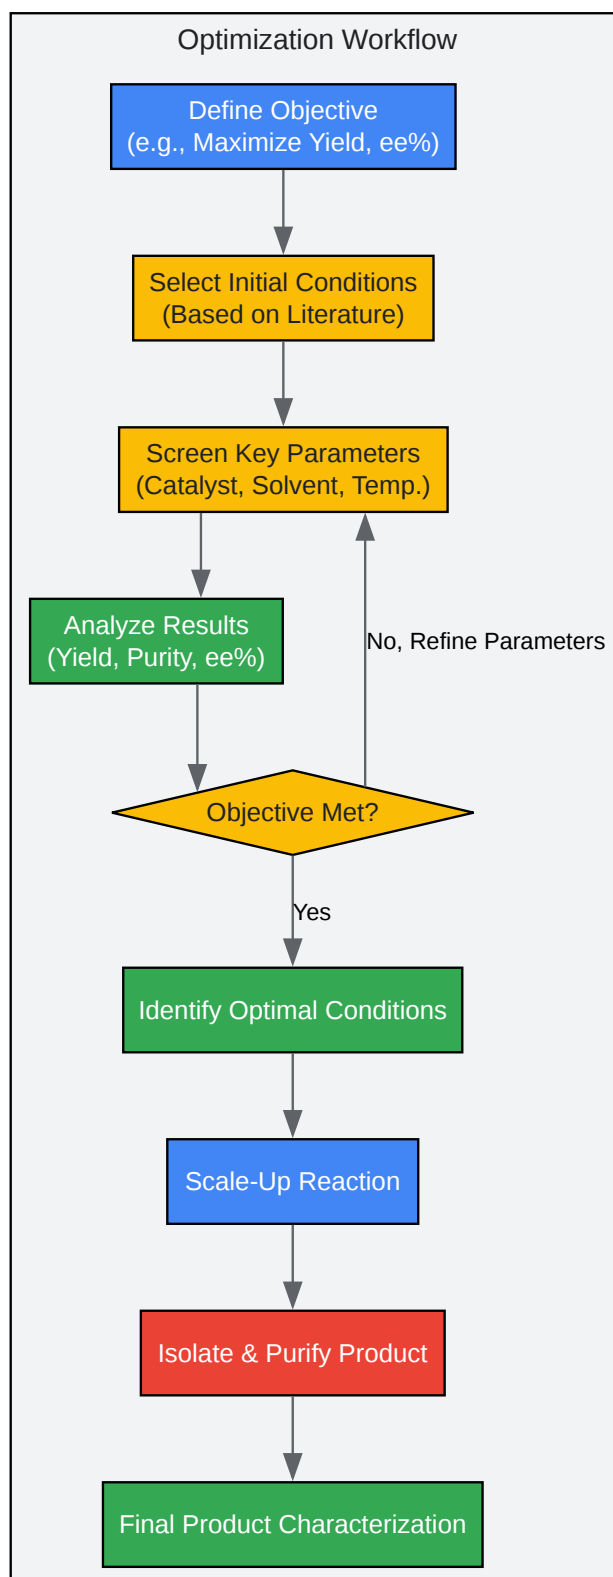 Optimization Workflow
Define Objective
(e.g., Maximize Yield, ee%)
Select Initial Conditions
(Based on Literature)
Screen Key Parameters
(Catalyst, Solvent, Temp.)
Analyze Results
(Yield, Purity, ee%)
No, Refine Parameters
Objective Met?
Yes
Identify Optimal Conditions
Scale-Up Reaction
Isolate & Purify Product
Final Product Characterization